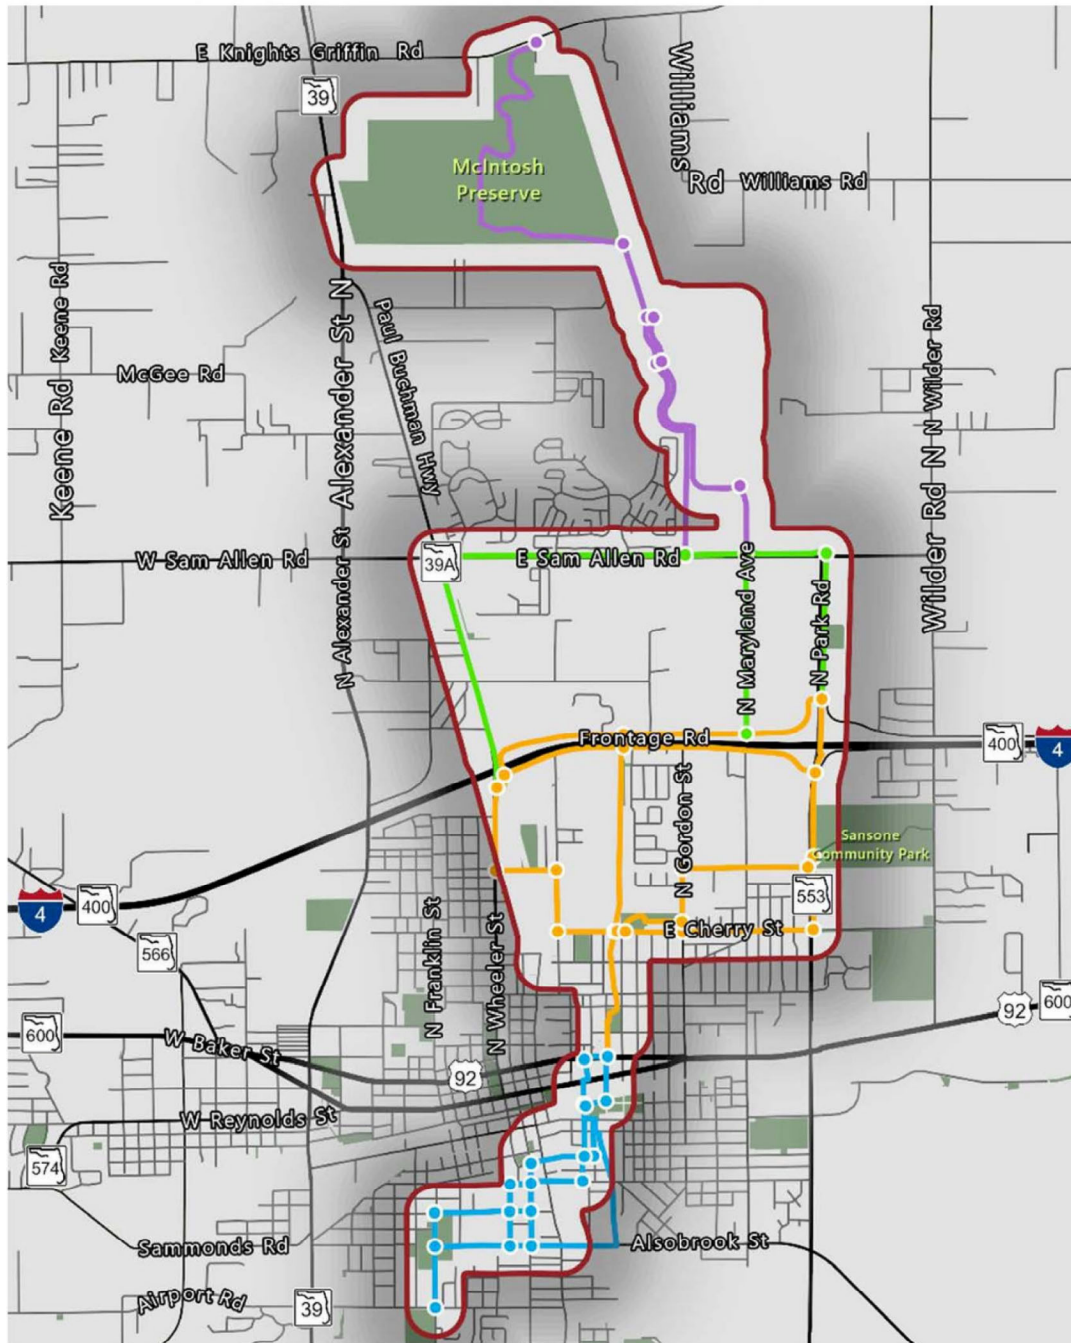 E Knights Griffin Rd
Williams
Rd
39
Williams Rd
McIntosh
Preserve
Keene Rd
Keene Rd
N Alexander St
Alexander St N
Paul Buchman Hwy
McGee Rd
N Wilder Rd
Wilder Rd N
W Sam Allen Rd
39A
E Sam Allen Rd
N Alexander St
N Maryland Ave
N Park Rd
Frontage Rd
400
4
N Gordon St
Sansone
Community Park
4
400
566
553
E Cherry St
N Franklin St
N Wheeler St
600
W Baker St
92
92
600
W Reynolds St
574
Sammonds Rd
Alsobrook St
Airport Rd
39